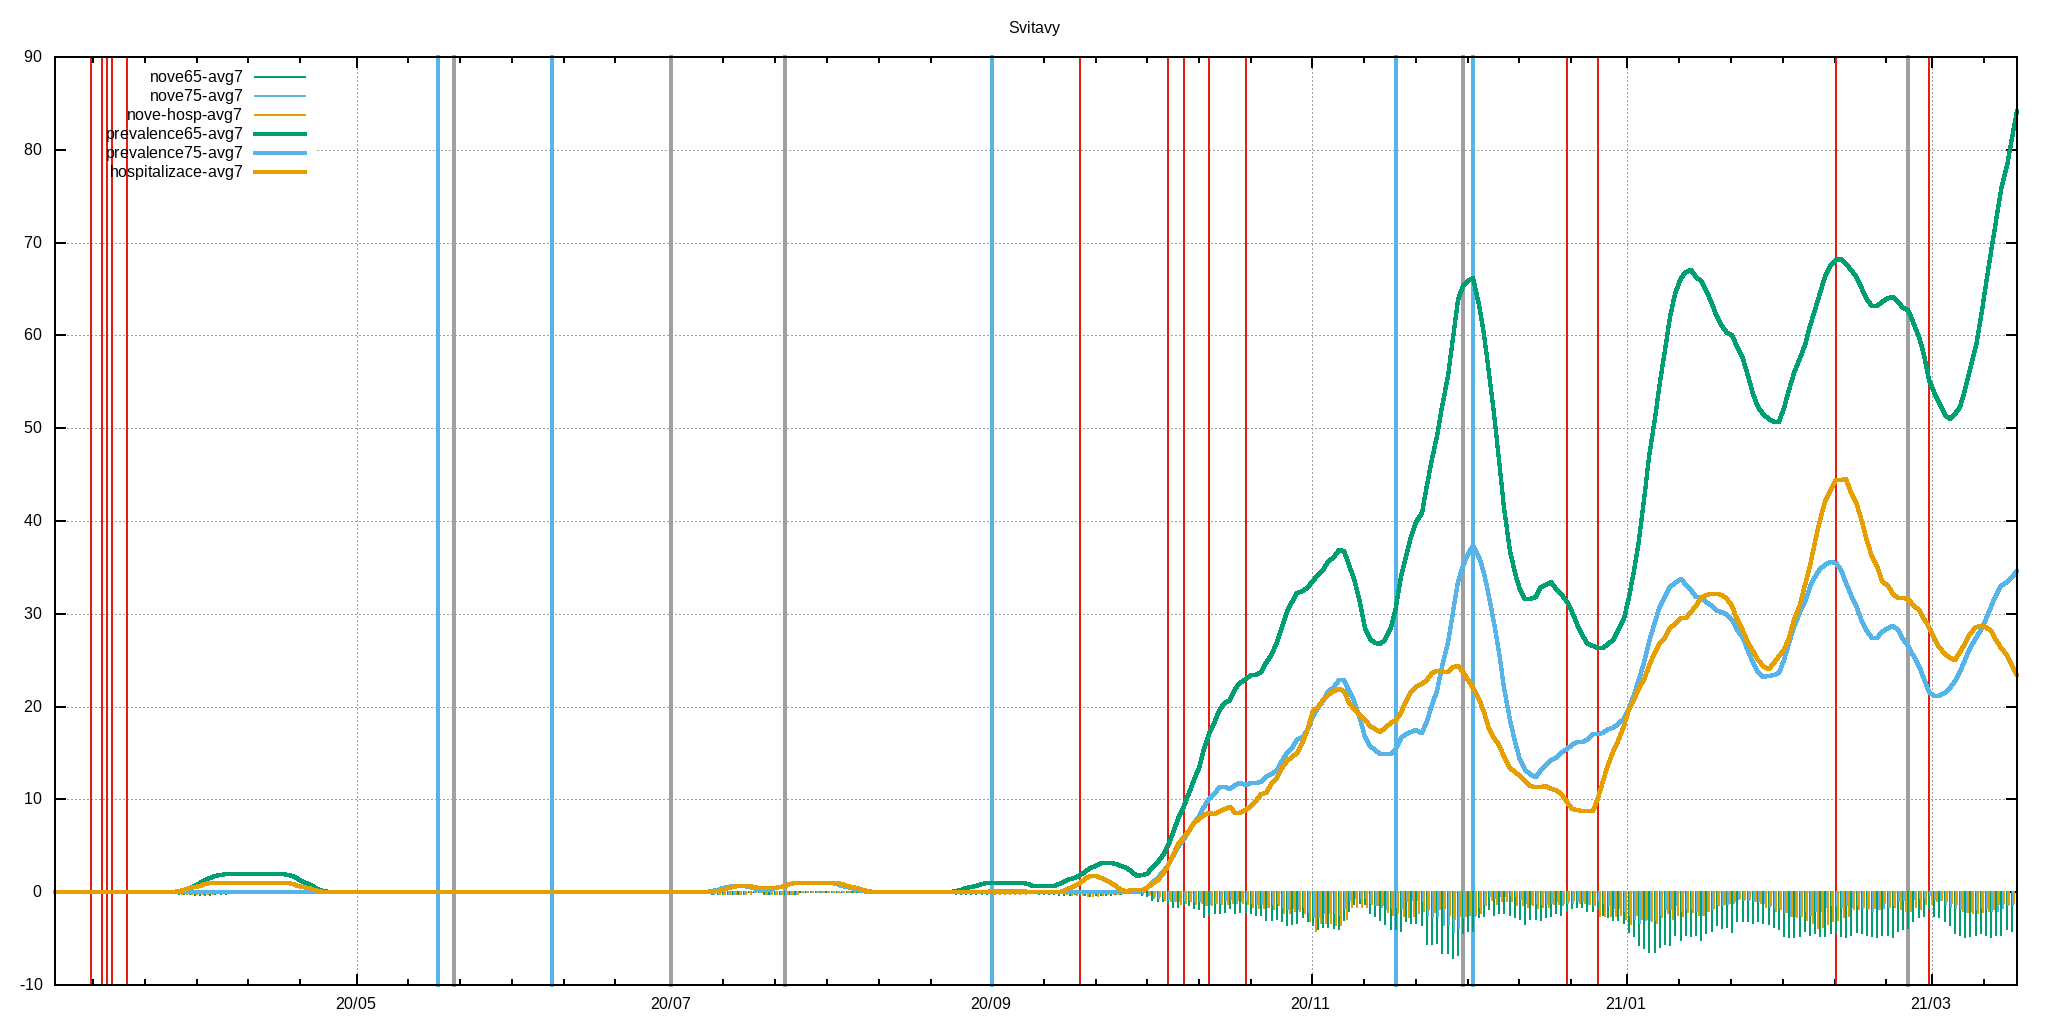 Svitavy
90
80
70
60
50
40
30
20
10
0
-10
nove65-avg7
nove75-avg7
nove-hosp-avg7
prevalence65-avg7
prevalence75-avg7
hospitalizace-avg7
20/05 20/07 20/09 20/11 21/01 21/03